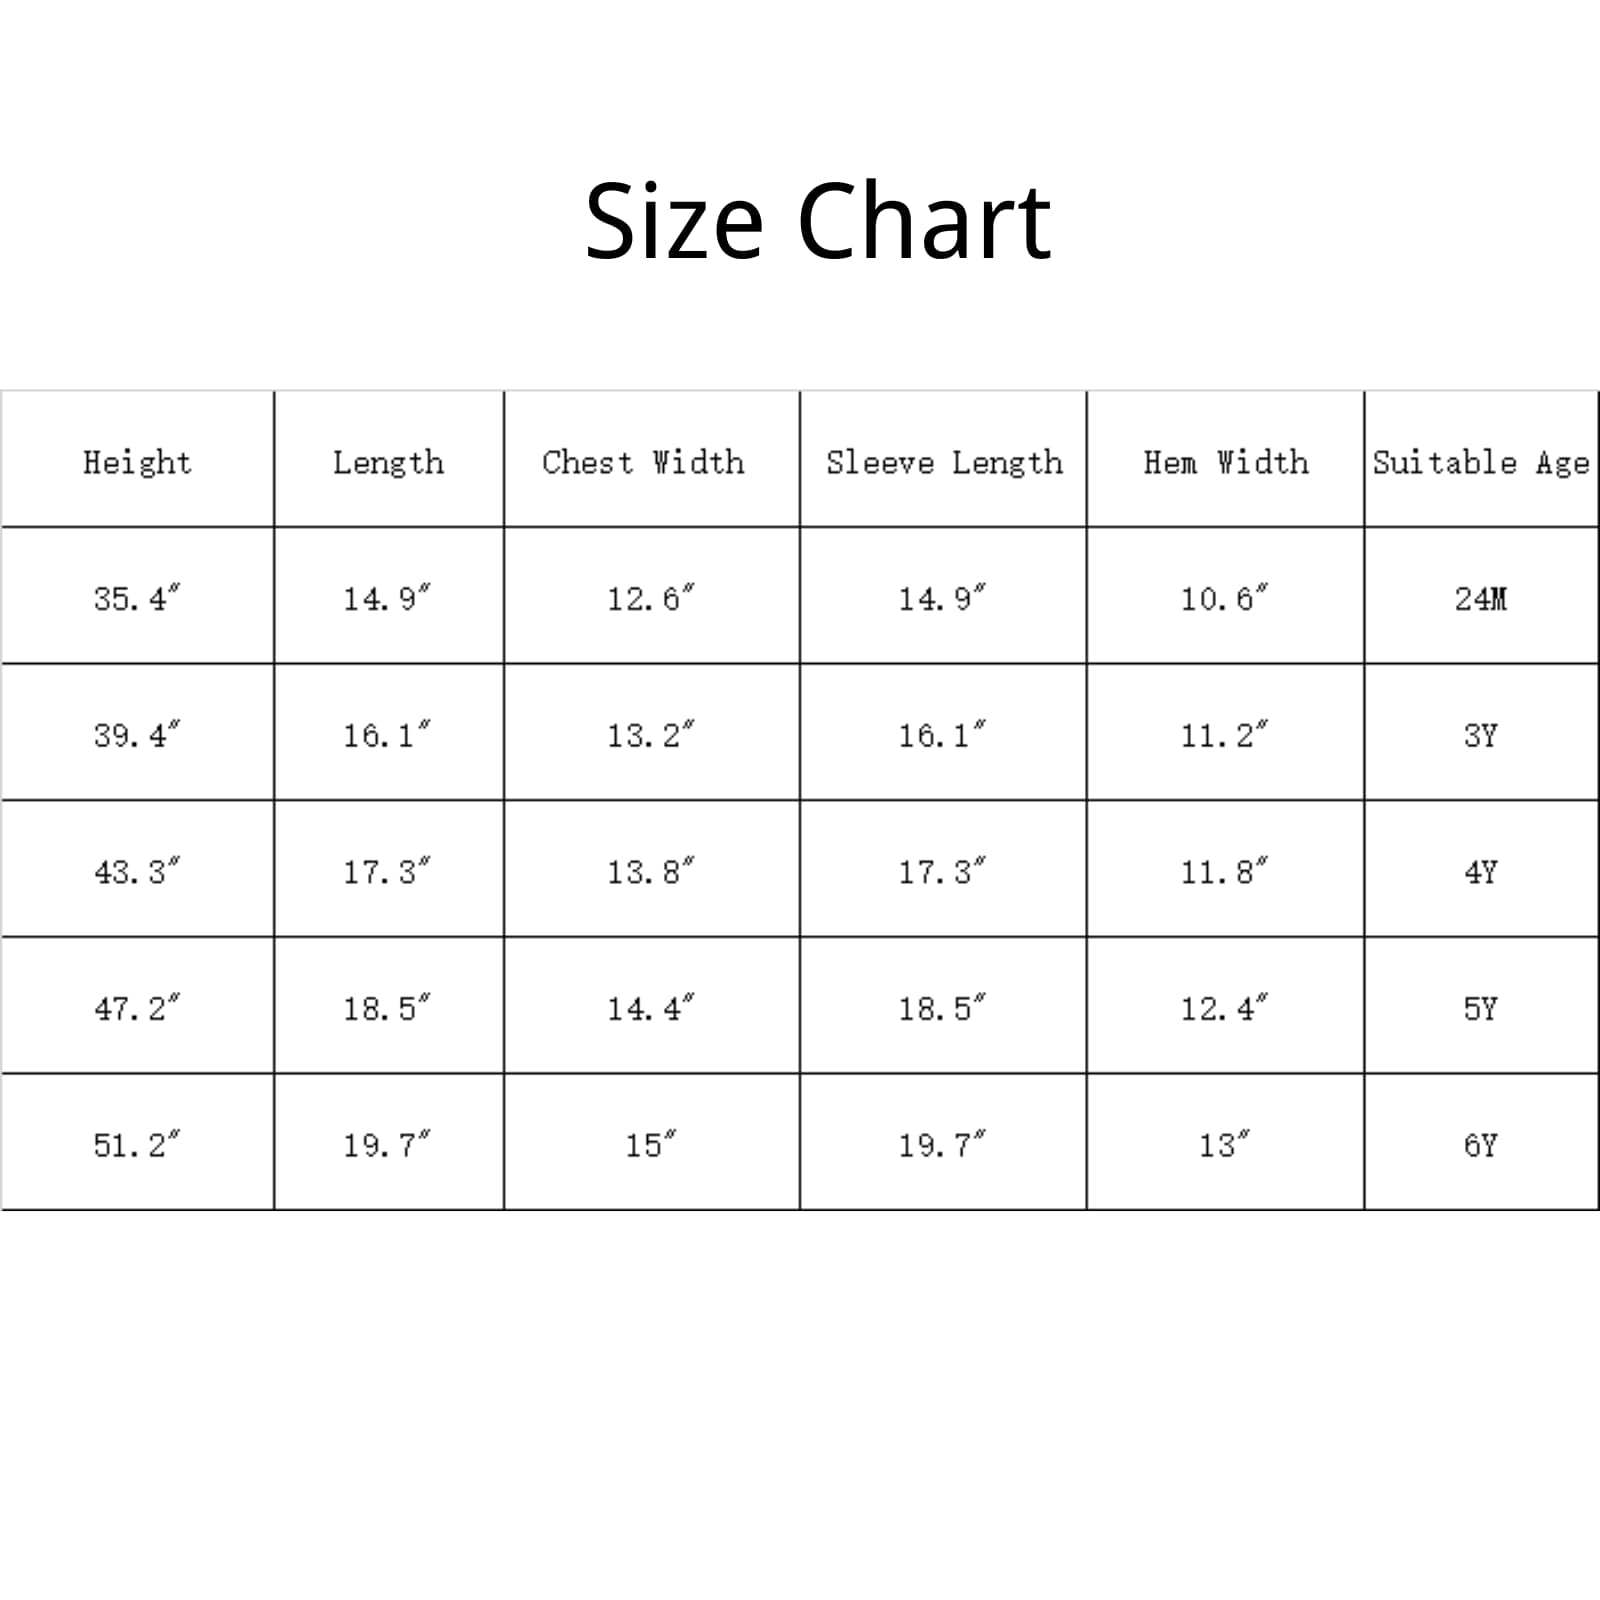 Size Chart
Height Length Chest Width Sleeve Length Hem Width Suitable Age
35.4″ 14.9″ 12.6″ 14.9″ 10.6″ 24M
39.4″ 16.1″ 13.2″ 16.1″ 11.2″ 3Y
43.3″ 17.3″ 13.8″ 17.3″ 11.8″ 4Y
47.2″ 18.5″ 14.4″ 18.5″ 12.4″ 5Y
51.2″ 19.7″ 15″ 19.7″ 13″ 6Y